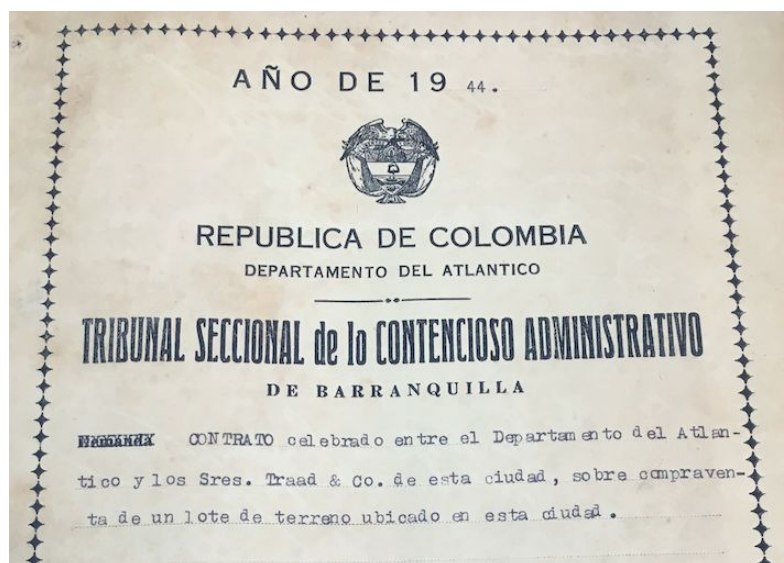 AÑO DE 19 44.
REPUBLICA DE COLOMBIA
DEPARTAMENTO DEL ATLANTICO
TRIBUNAL SECCIONAL de lo CONTENCIOSO ADMINISTRATIVO
DE BARRANQUILLA
Demanda CONTRATO celebrado entre el Departamento del Atlan-
tico y los Sres. Traad & Co. de esta ciudad, sobre compraven-
ta de un lote de terreno ubicado en esta ciudad.